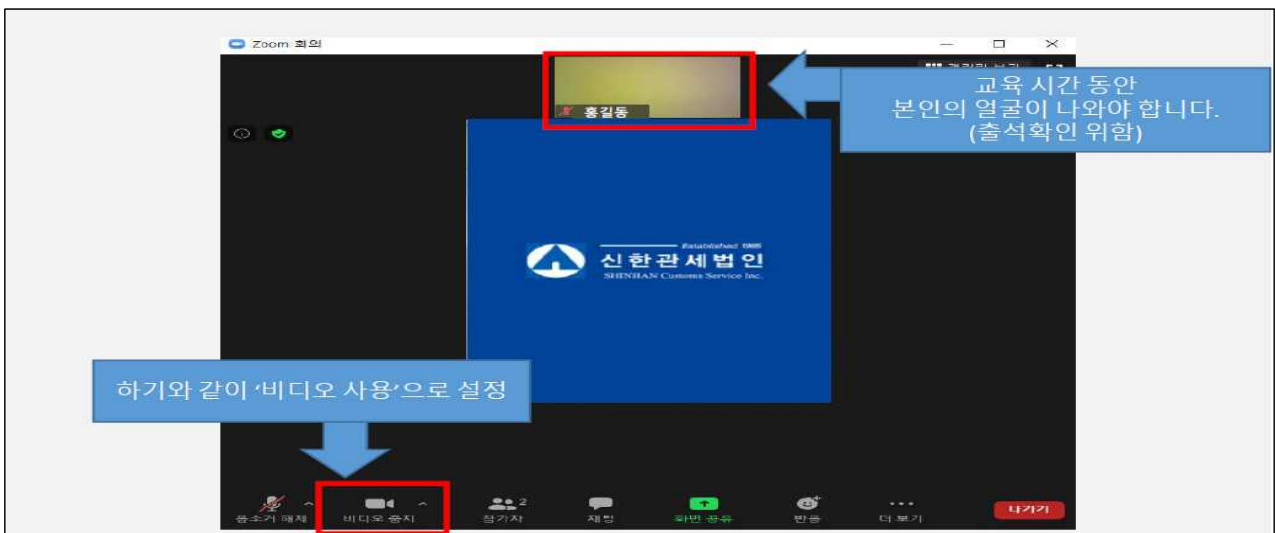 Zoom 회의
교육 시간 동안
본인의 얼굴이 나와야 합니다.
(출석확인 위함)
홍길동
Established 1985
신한관세법인
SHINHAN Customs Service Inc.
하기와 같이 '비디오 사용'으로 설정
음소거 해제
비디오 중지
참가자 2
채팅
화면 공유
반응
더 보기
나가기